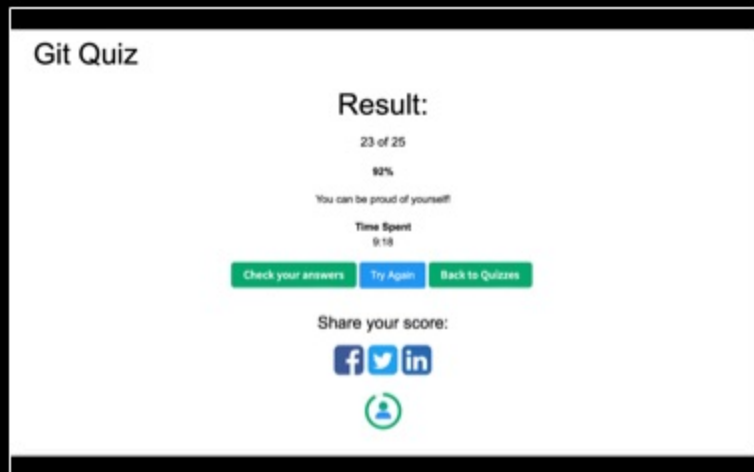 Git Quiz
Result:
23 of 25
92%
You can be proud of yourself!
Time Spent
9:18
Check your answers Try Again Back to Quizzes
Share your score:
f in